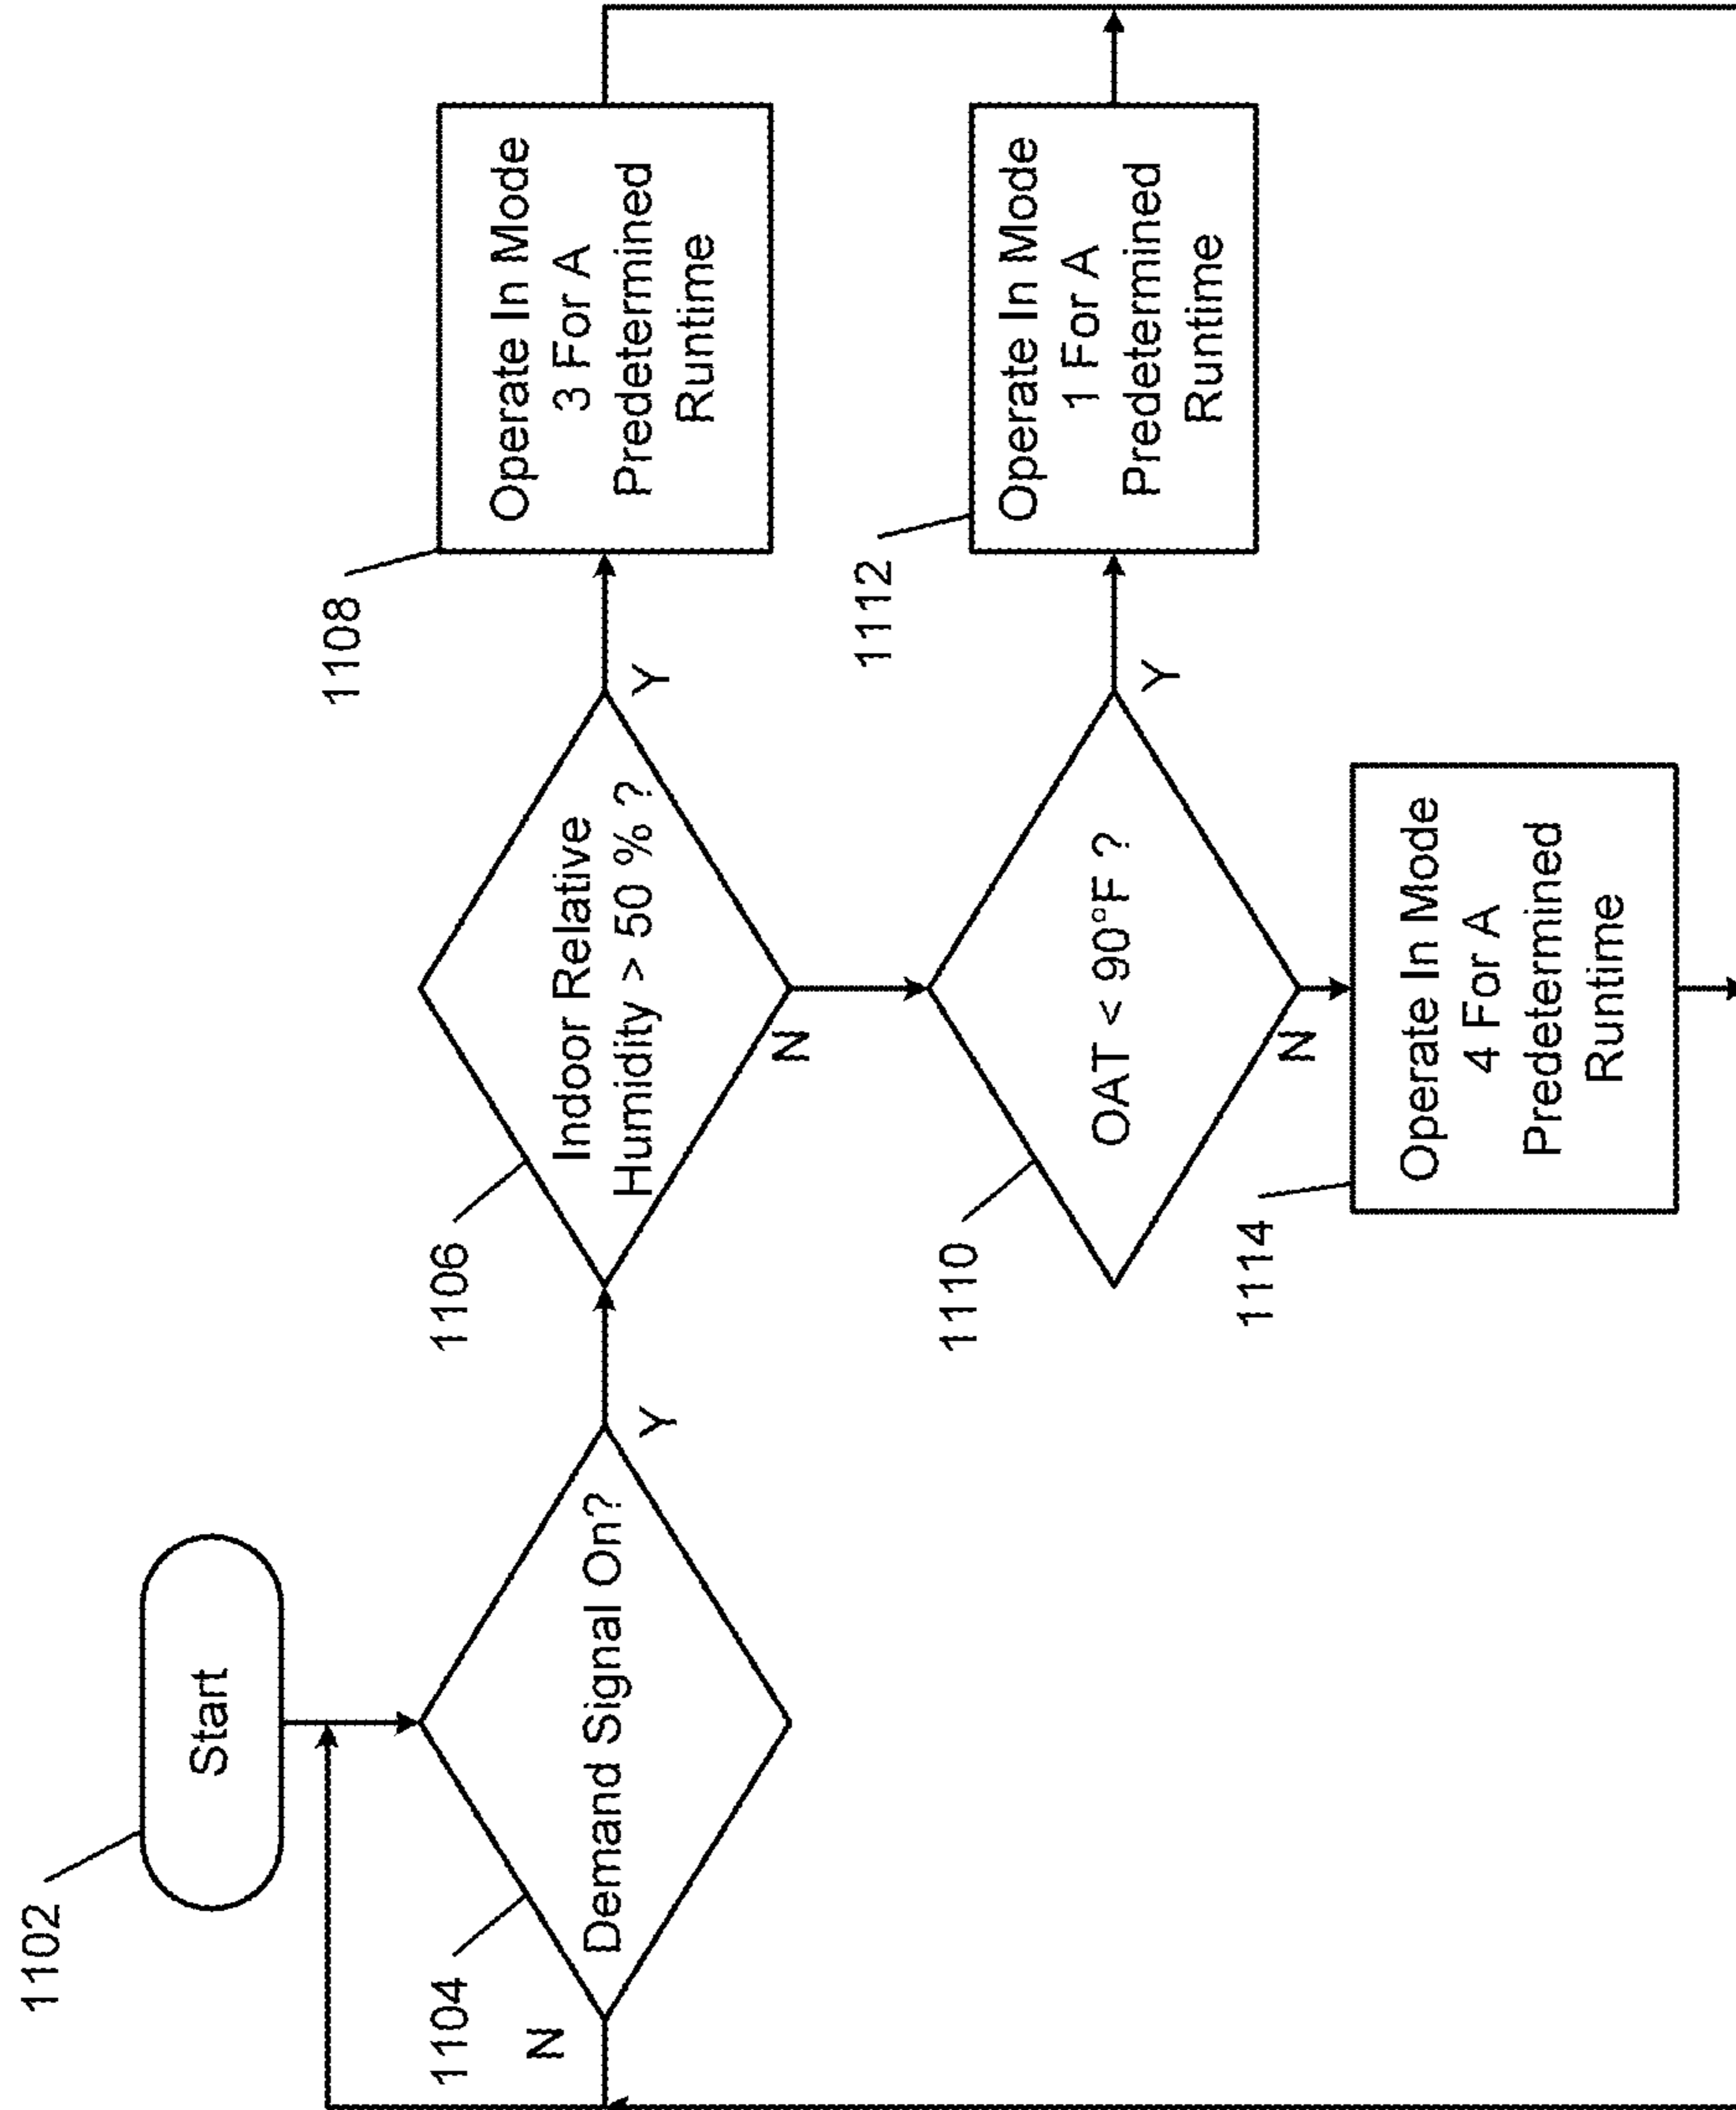 1102
Start
1104
Demand Signal On?
N
Y
1106
Indoor Relative
Humidity > 50 % ?
Y
N
1108
Operate In Mode
3 For A
Predetermined
Runtime
1110
OAT < 90°F ?
Y
N
1112
Operate In Mode
1 For A
Predetermined
Runtime
1114
Operate In Mode
4 For A
Predetermined
Runtime